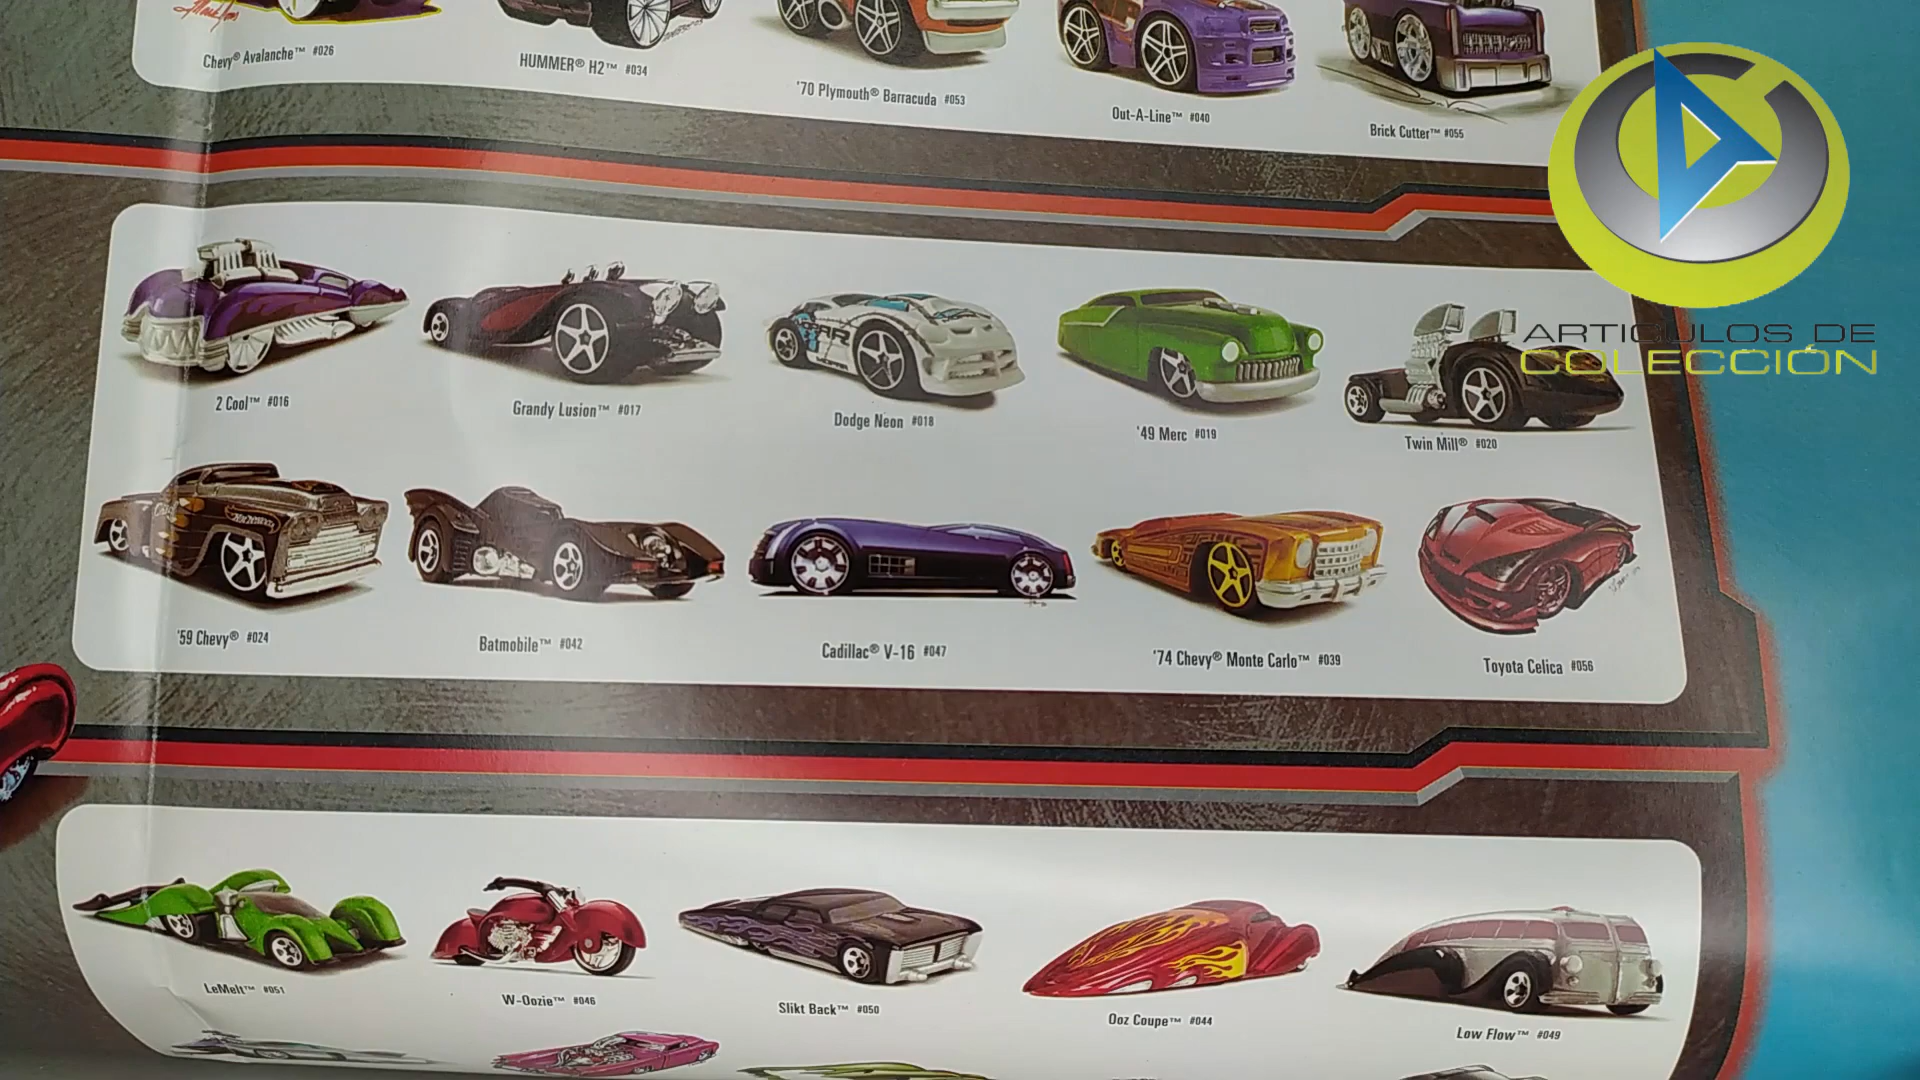 Chevy® Avalanche™ #026
HUMMER® H2™ #034
'70 Plymouth® Barracuda #053
Out-A-Line™ #040
Brick Cutter™ #055
ARTICULOS DE
COLECCIÓN
2 Cool™ #016
Grandy Lusion™ #017
Dodge Neon #018
'49 Merc #019
Twin Mill® #020
'59 Chevy® #024
Batmobile™ #042
Cadillac® V-16 #047
'74 Chevy® Monte Carlo™ #039
Toyota Celica #056
LeMelt™ #051
W-Oozie™ #046
Slikt Back™ #050
Ooz Coupe™ #044
Low Flow™ #049